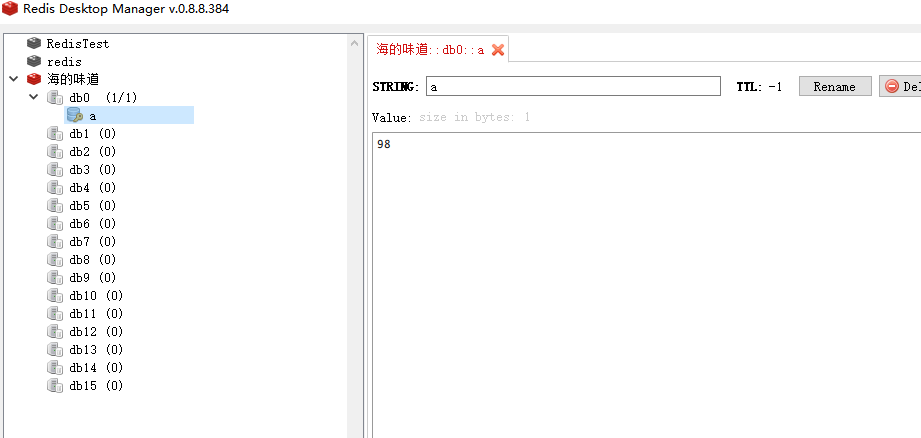 Redis Desktop Manager v.0.8.8.384
RedisTest
redis
海的味道
db0 (1/1)
a
db1 (0)
db2 (0)
db3 (0)
db4 (0)
db5 (0)
db6 (0)
db7 (0)
db8 (0)
db9 (0)
db10 (0)
db11 (0)
db12 (0)
db13 (0)
db14 (0)
db15 (0)
海的味道::db0::a
STRING: a TTL: -1 Rename Del
Value: size in bytes: 1
98